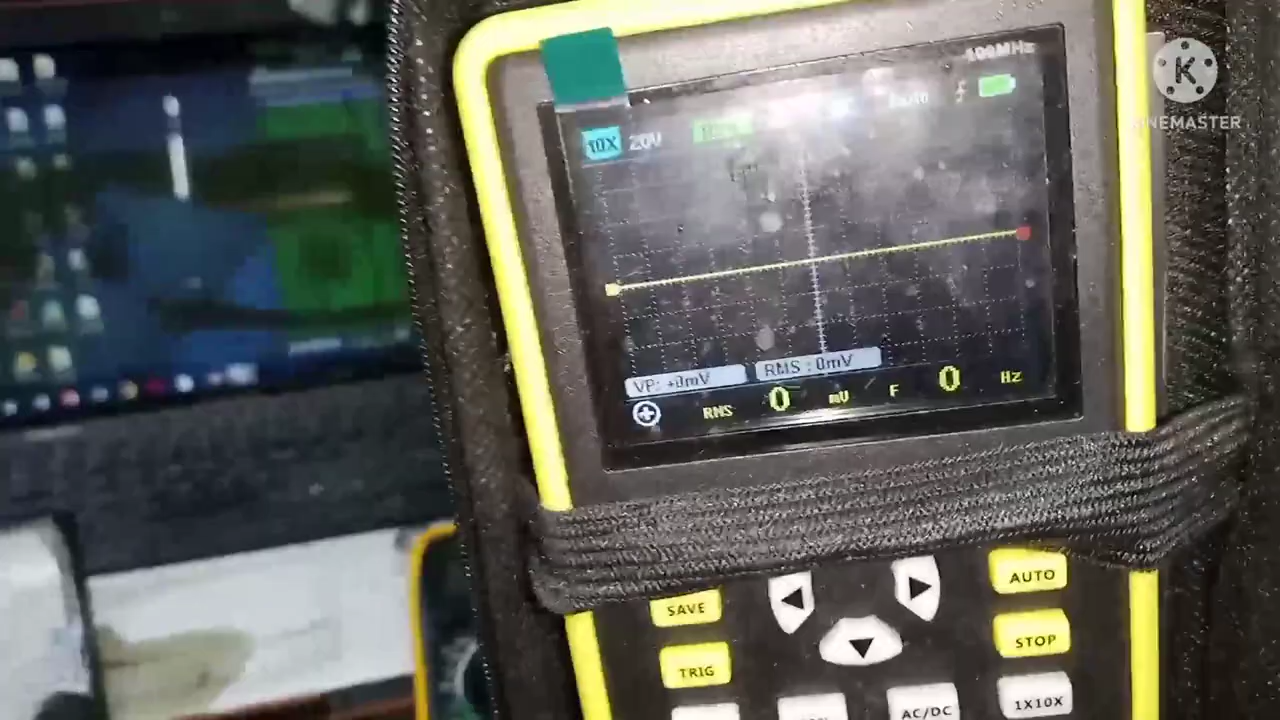 100MHz
K
KINEMASTER
10X 20V
VP: +0mV RMS : 0mV
RMS 0 mV F 0 Hz
SAVE
AUTO
TRIG
STOP
AC/DC
1X10X